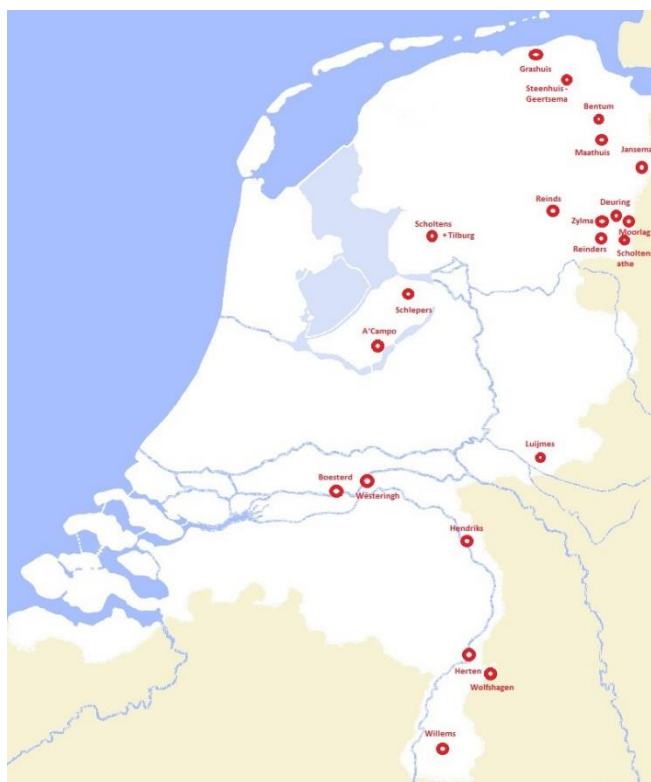 Grashuis
Steenhuis -
Geertsema
Bentum
Maathuis
Jansema
Reinds
Deuring
Zylma
Moorlag
Reinders
Scholten
athe
Scholtens
+ Tilburg
Schiepers
A'Campo
Luijmes
Boesterd
Westeringh
Hendriks
Herten
Wolfshagen
Willems